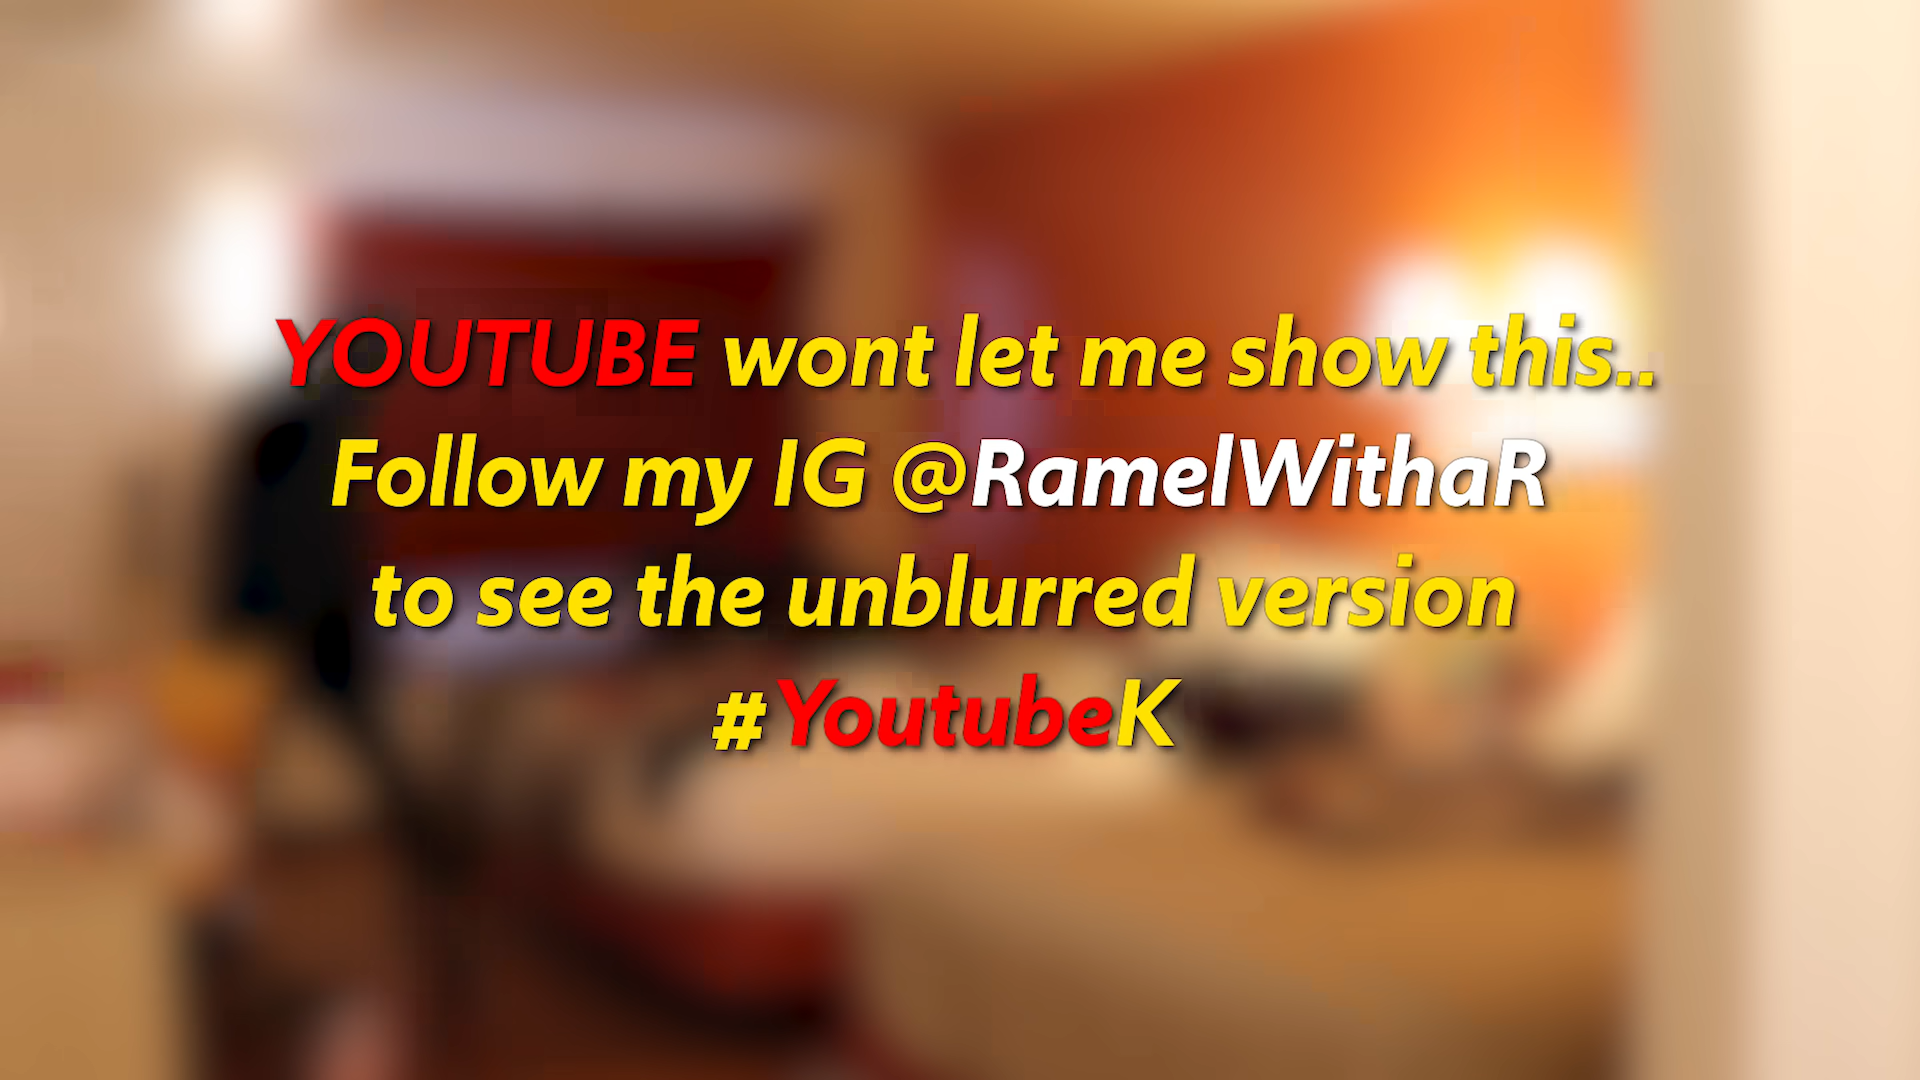 YOUTUBE wont let me show this..
Follow my IG @RamelWithaR
to see the unblurred version
#YoutubeK